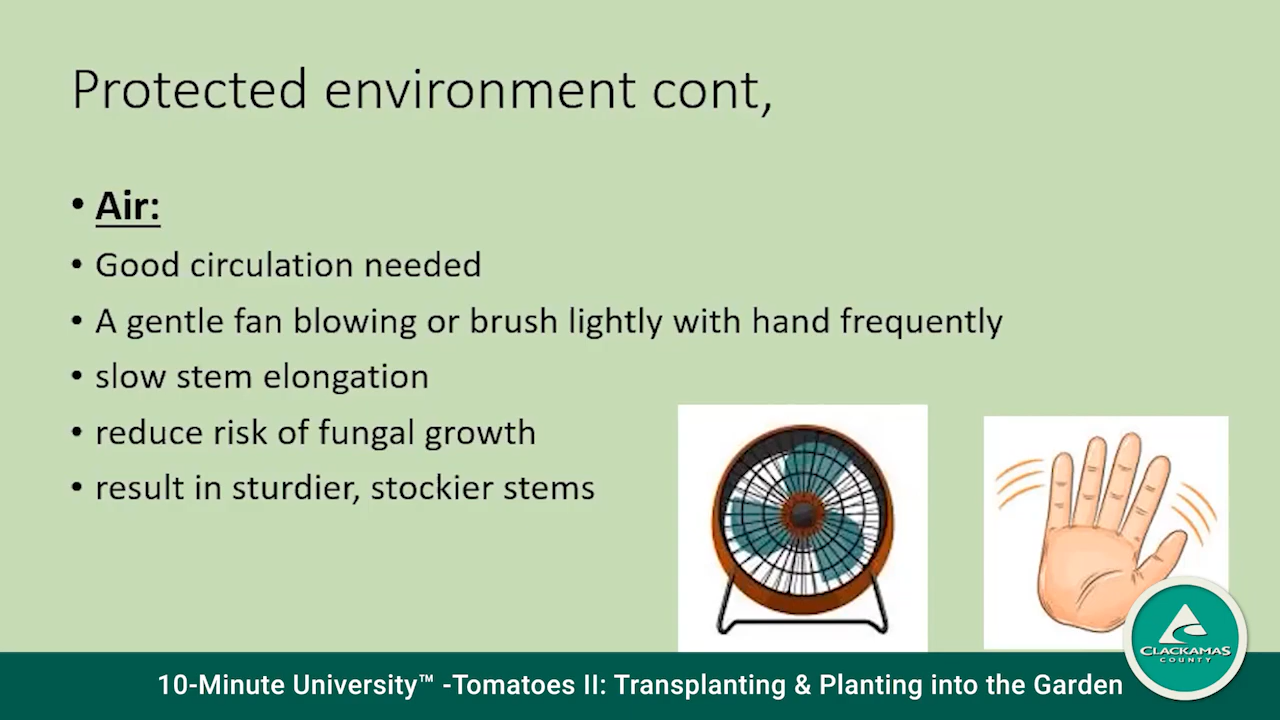 Protected environment cont,
• Air:
• Good circulation needed
• A gentle fan blowing or brush lightly with hand frequently
• slow stem elongation
• reduce risk of fungal growth
• result in sturdier, stockier stems
CLACKAMAS
COUNTY
10-Minute University™ -Tomatoes II: Transplanting & Planting into the Garden